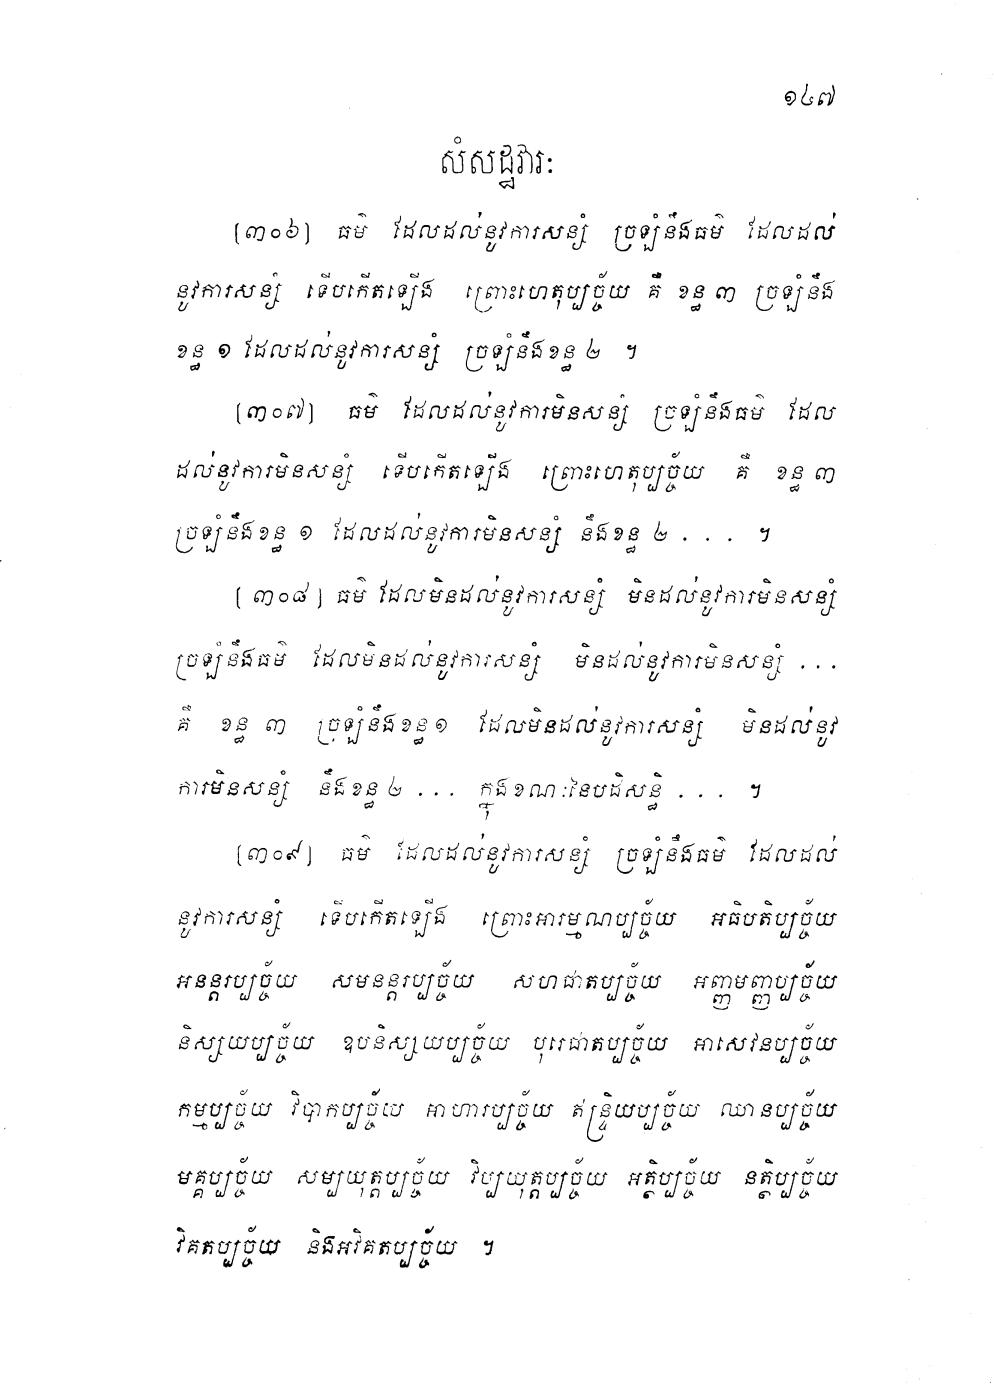 ១៤៧
សំសដ្ឋវារៈ
[៣០៦] ធម៌ ដែលដល់នូវការសន្សំ ច្រឡំនឹងធម៌ ដែលដល់
នូវការសន្សំ ទើបកើតឡើង ព្រោះហេតុប្បច្ច័យ គឺ ខន្ធ ៣ ច្រឡំនឹង
ខន្ធ ១ ដែលដល់នូវការសន្សំ ច្រឡំនឹងខន្ធ ២ ។
[៣០៧] ធម៌ ដែលដល់នូវការមិនសន្សំ ច្រឡំនឹងធម៌ ដែល
ដល់នូវការមិនសន្សំ ទើបកើតឡើង ព្រោះហេតុប្បច្ច័យ គឺ ខន្ធ ៣
ច្រឡំនឹងខន្ធ ១ ដែលដល់នូវការមិនសន្សំ នឹងខន្ធ ២ . . . ។
[៣០៨] ធម៌ ដែលមិនដល់នូវការសន្សំ មិនដល់នូវការមិនសន្សំ
ច្រឡំនឹងធម៌ ដែលមិនដល់នូវការសន្សំ មិនដល់នូវការមិនសន្សំ . . .
គឺ ខន្ធ ៣ ច្រឡំនឹងខន្ធ ១ ដែលមិនដល់នូវការសន្សំ មិនដល់នូវ
ការមិនសន្សំ នឹងខន្ធ ២ . . . ក្នុងខណៈនៃបដិសន្ធិ . . . ។
[៣០៩] ធម៌ ដែលដល់នូវការសន្សំ ច្រឡំនឹងធម៌ ដែលដល់
នូវការសន្សំ ទើបកើតឡើង ព្រោះអារម្មណប្បច្ច័យ អធិបតិប្បច្ច័យ
អនន្តរប្បច្ច័យ សមនន្តរប្បច្ច័យ សហជាតប្បច្ច័យ អញ្ញមញ្ញប្បច្ច័យ
និស្សយប្បច្ច័យ ឧបនិស្សយប្បច្ច័យ បុរេជាតប្បច្ច័យ អាសេវនប្បច្ច័យ
កម្មប្បច្ច័យ វិបាកប្បច្ច័យ អាហារប្បច្ច័យ ឥន្ទ្រិយប្បច្ច័យ ឈានប្បច្ច័យ
មគ្គប្បច្ច័យ សម្បយុត្តប្បច្ច័យ វិប្បយុត្តប្បច្ច័យ អត្ថិប្បច្ច័យ នត្ថិប្បច្ច័យ
វិគតប្បច្ច័យ និងអវិគតប្បច្ច័យ ។